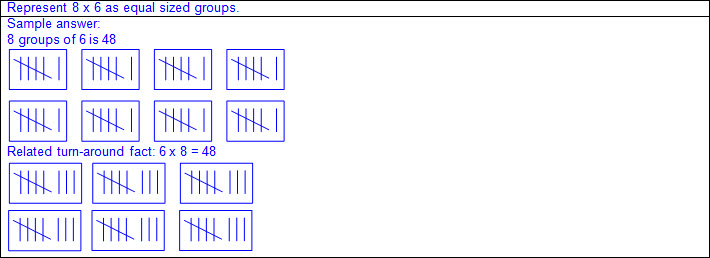 Represent 8 x 6 as equal sized groups.
Sample answer:
8 groups of 6 is 48
Related turn-around fact: 6 x 8 = 48